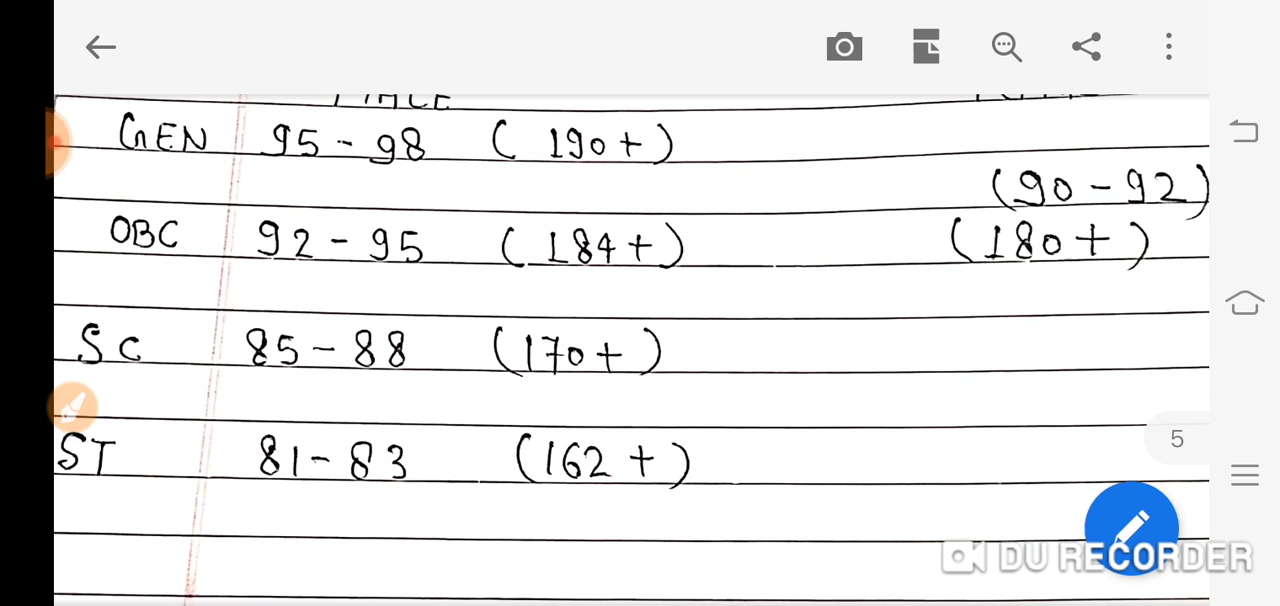 MALE
GEN 95 - 98 ( 190 + )
(90 - 92)
OBC 92 - 95 ( 184 + ) ( 180 + )
SC 85 - 88 ( 170 + )
ST 81 - 83 ( 162 + )
5
DU RECORDER